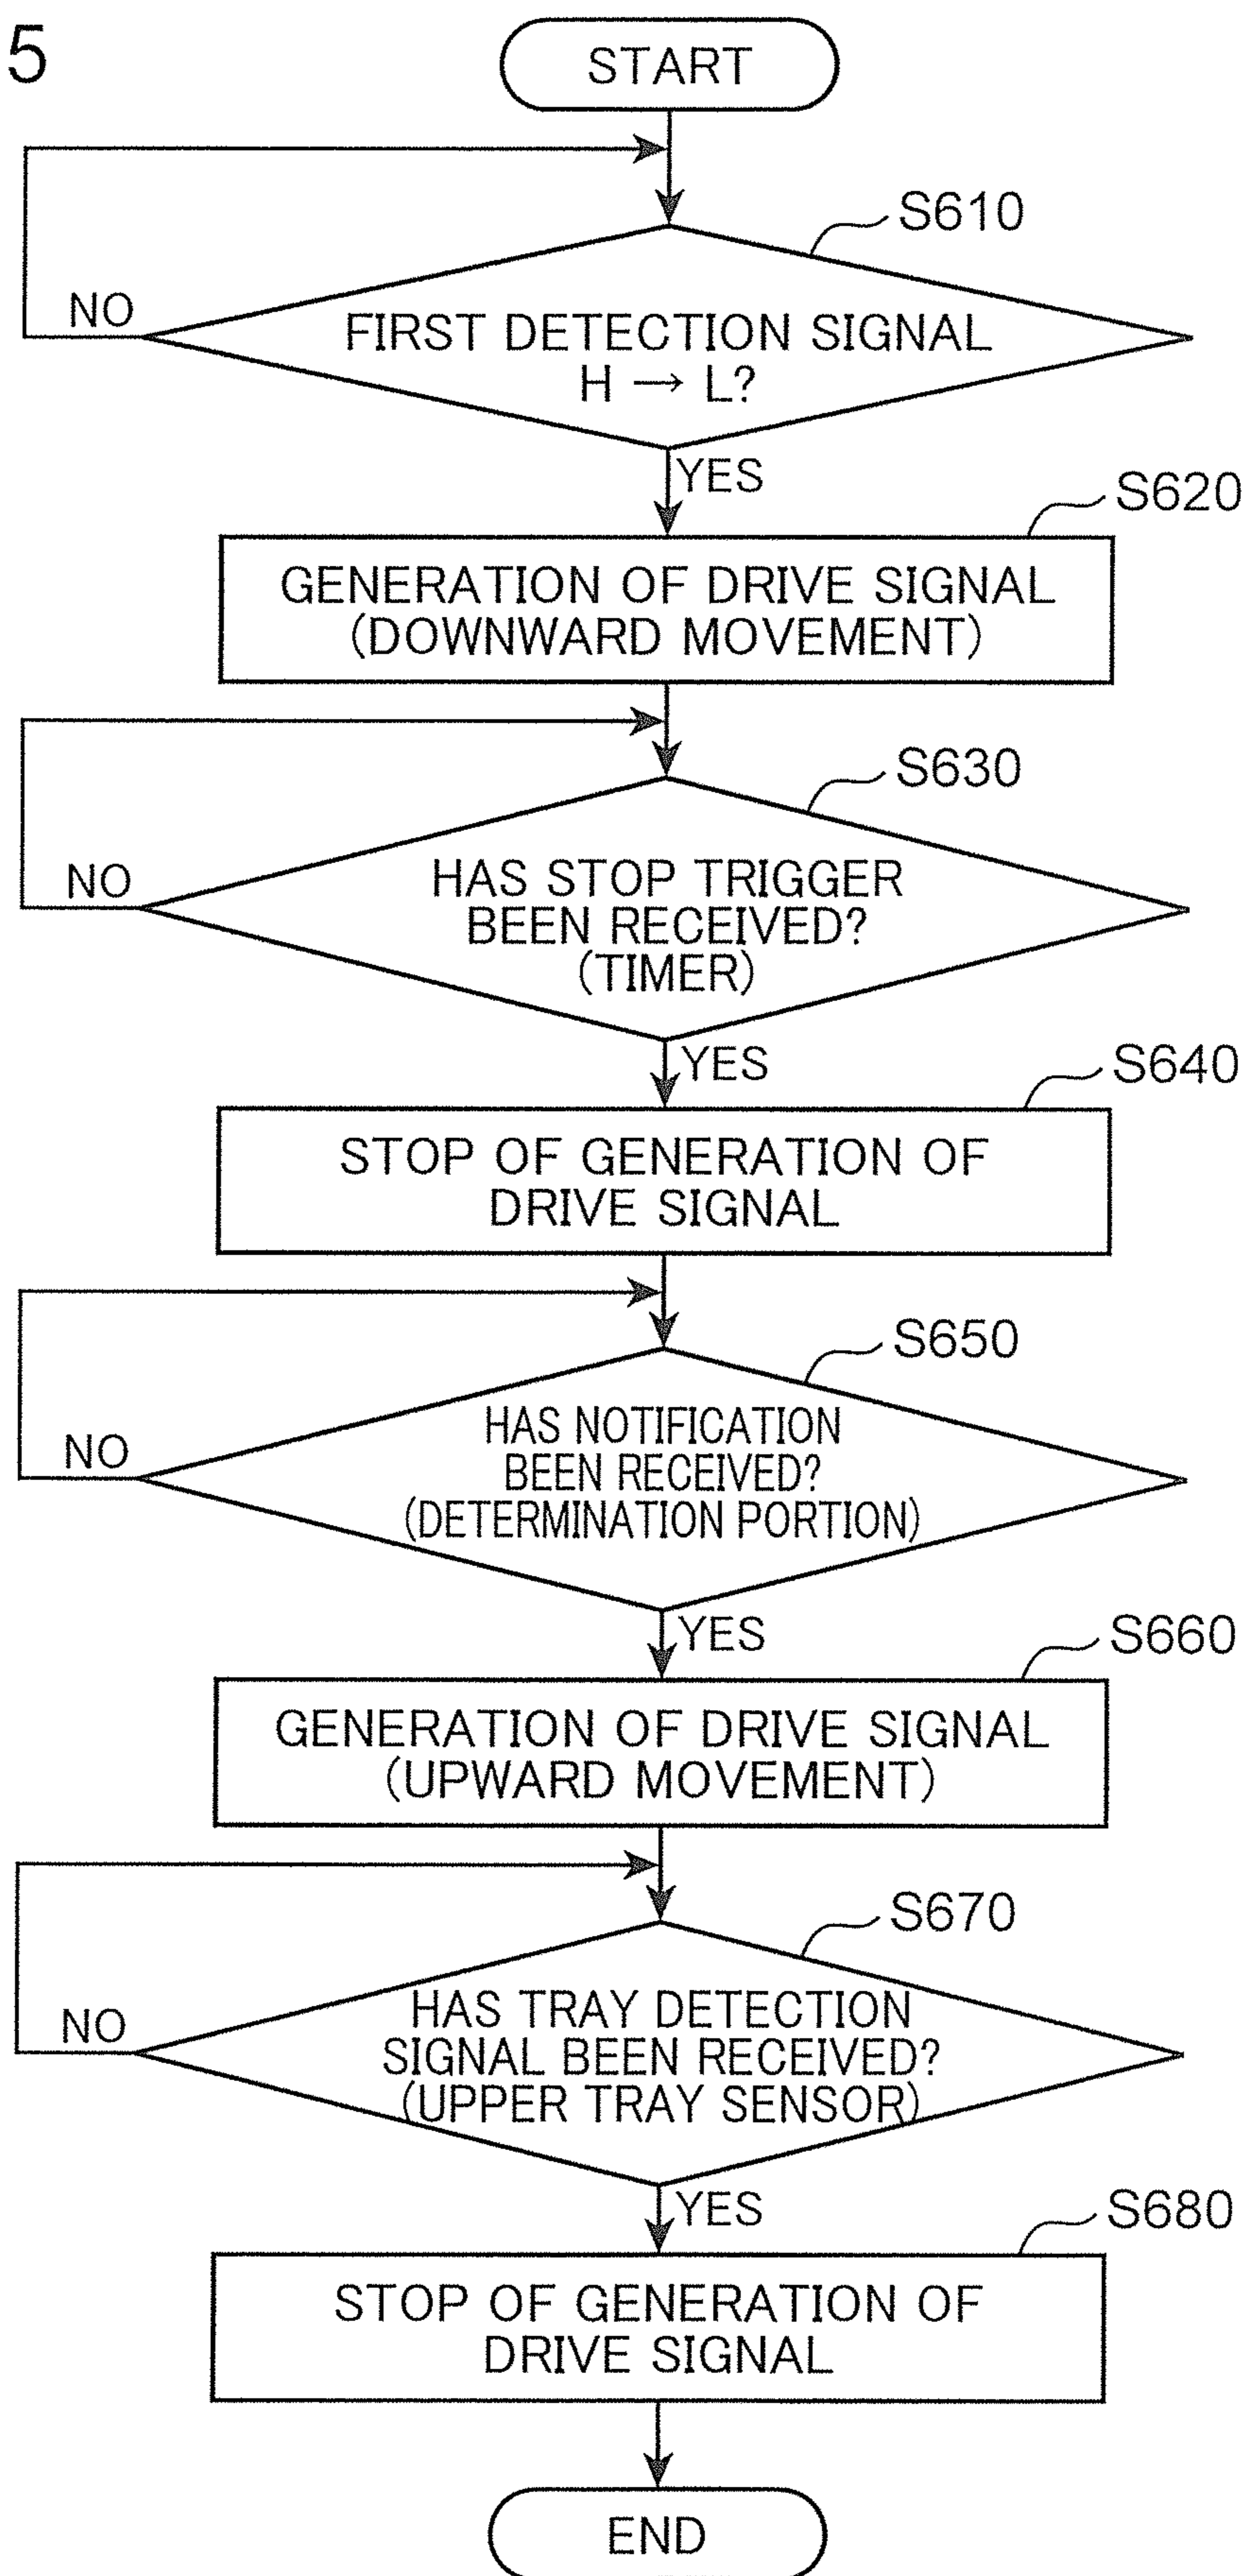 5
START
S610
NO
FIRST DETECTION SIGNAL
H → L?
YES
S620
GENERATION OF DRIVE SIGNAL
(DOWNWARD MOVEMENT)
S630
NO
HAS STOP TRIGGER
BEEN RECEIVED?
(TIMER)
YES
S640
STOP OF GENERATION OF
DRIVE SIGNAL
S650
NO
HAS NOTIFICATION
BEEN RECEIVED?
(DETERMINATION PORTION)
YES
S660
GENERATION OF DRIVE SIGNAL
(UPWARD MOVEMENT)
S670
NO
HAS TRAY DETECTION
SIGNAL BEEN RECEIVED?
(UPPER TRAY SENSOR)
YES
S680
STOP OF GENERATION OF
DRIVE SIGNAL
END